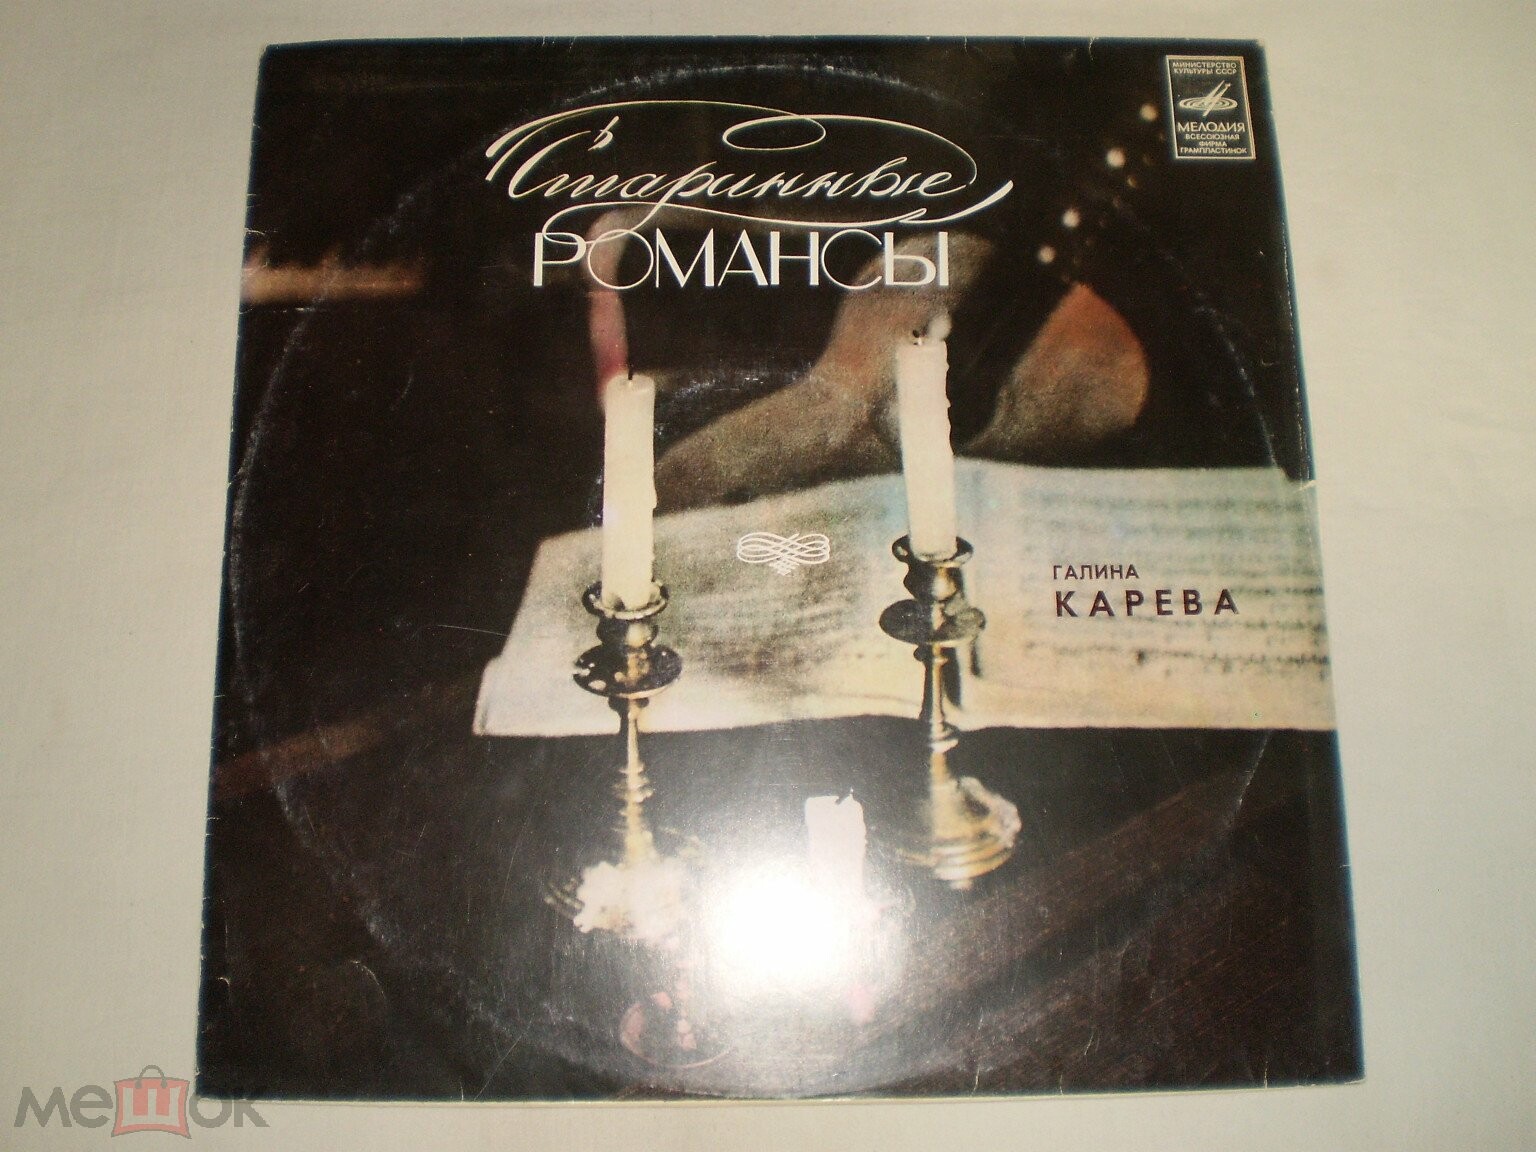 Старинные
РОМАНСЫ
МИНИСТЕРСТВО
КУЛЬТУРЫ СССР
МЕЛОДИЯ
ВСЕСОЮЗНАЯ
ФИРМА
ГРАМПЛАСТИНОК
ГАЛИНА
КАРЕВА
мешок